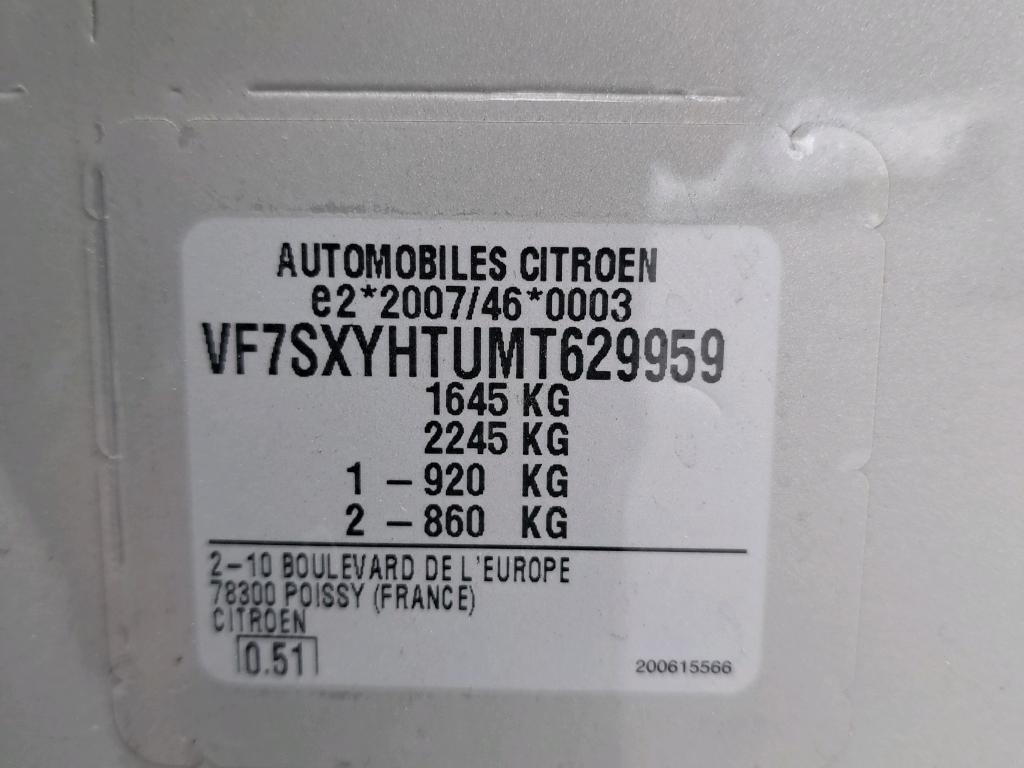 AUTOMOBILES CITROEN
e2*2007/46*0003
VF7SXYHTUMT629959
1645 KG
2245 KG
1 -920 KG
2 -860 KG
2-10 BOULEVARD DE L'EUROPE
78300 POISSY (FRANCE)
CITROEN
0.51
200615566